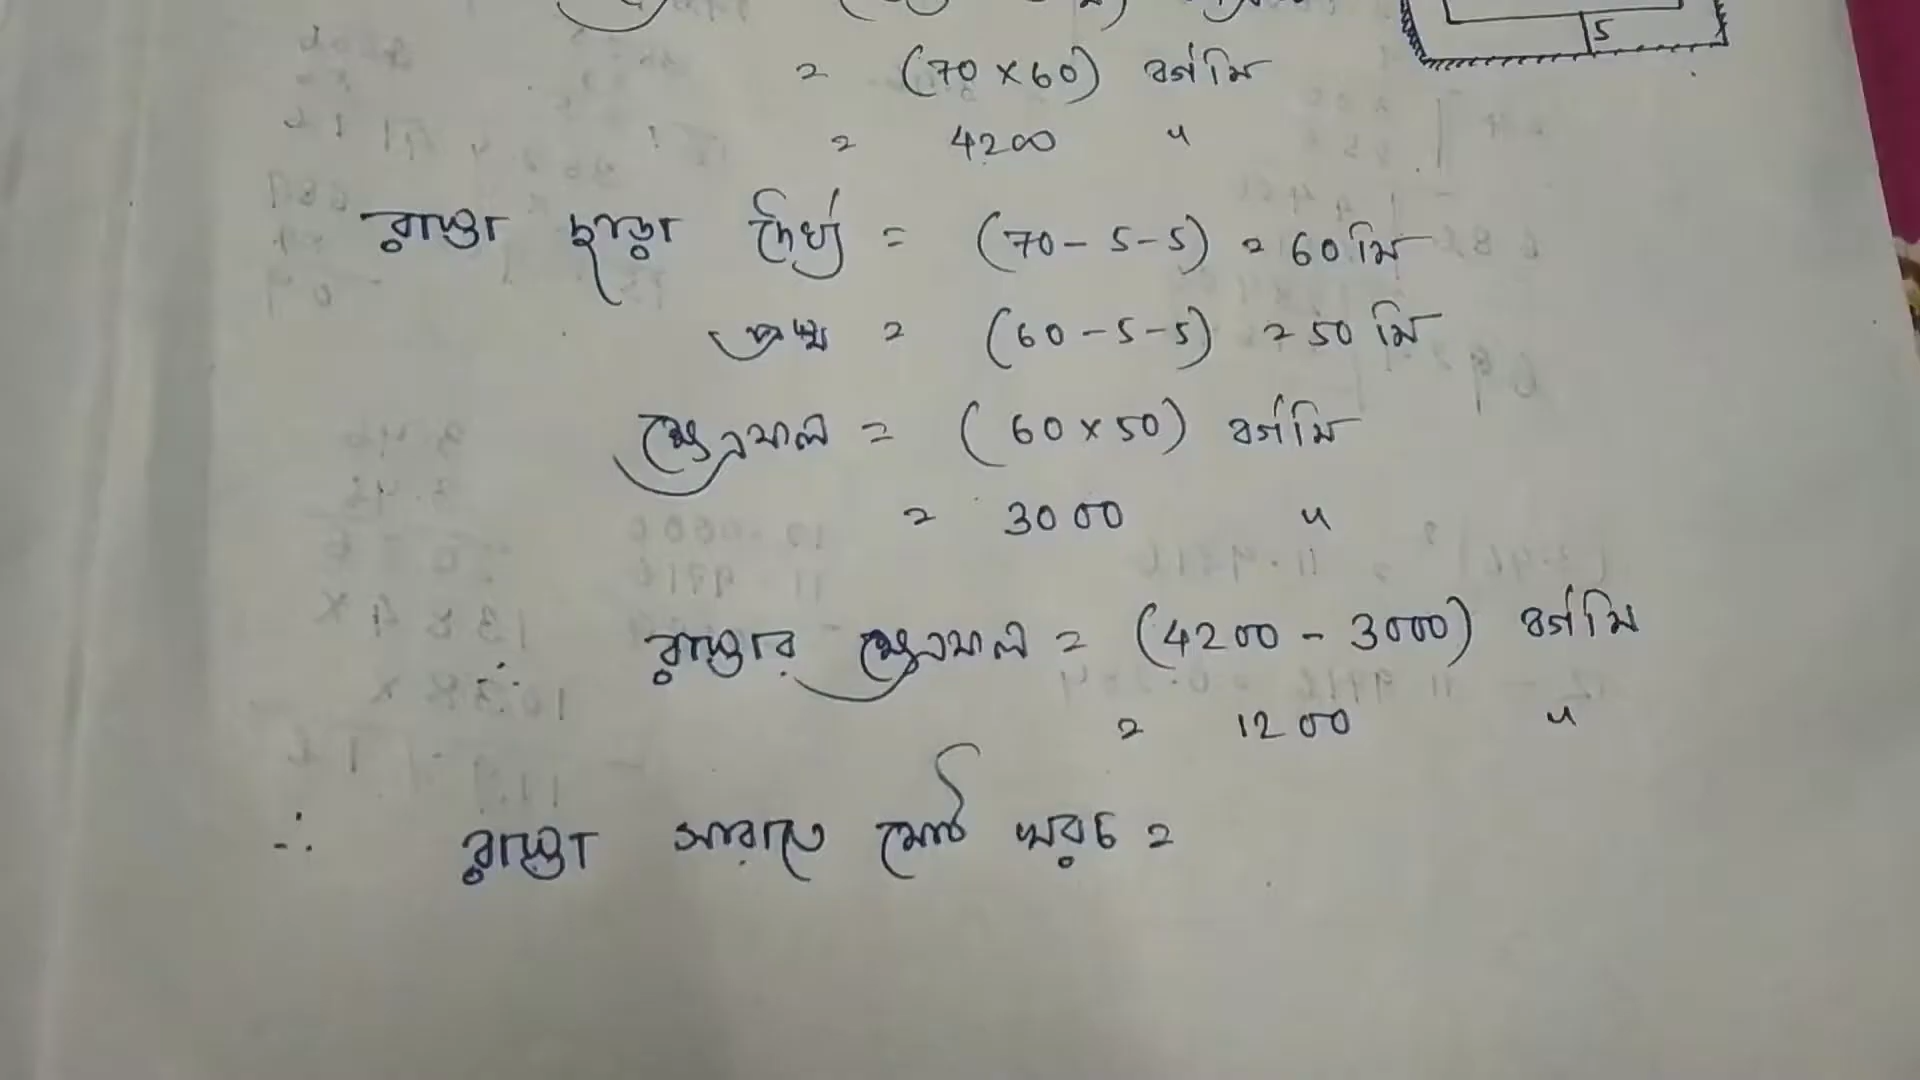 5
= (70 × 60) বর্গমি
= 4200 "
রাস্তা ছাড়া দৈর্ঘ্য = (70 - 5 - 5) = 60 মি
প্রস্থ = (60 - 5 - 5) = 50 মি
ক্ষেত্রফল = (60 × 50) বর্গমি
= 3000 "
∴ রাস্তার ক্ষেত্রফল = (4200 - 3000) বর্গমি
= 1200 "
∴ রাস্তা সারাতে মোট খরচ =